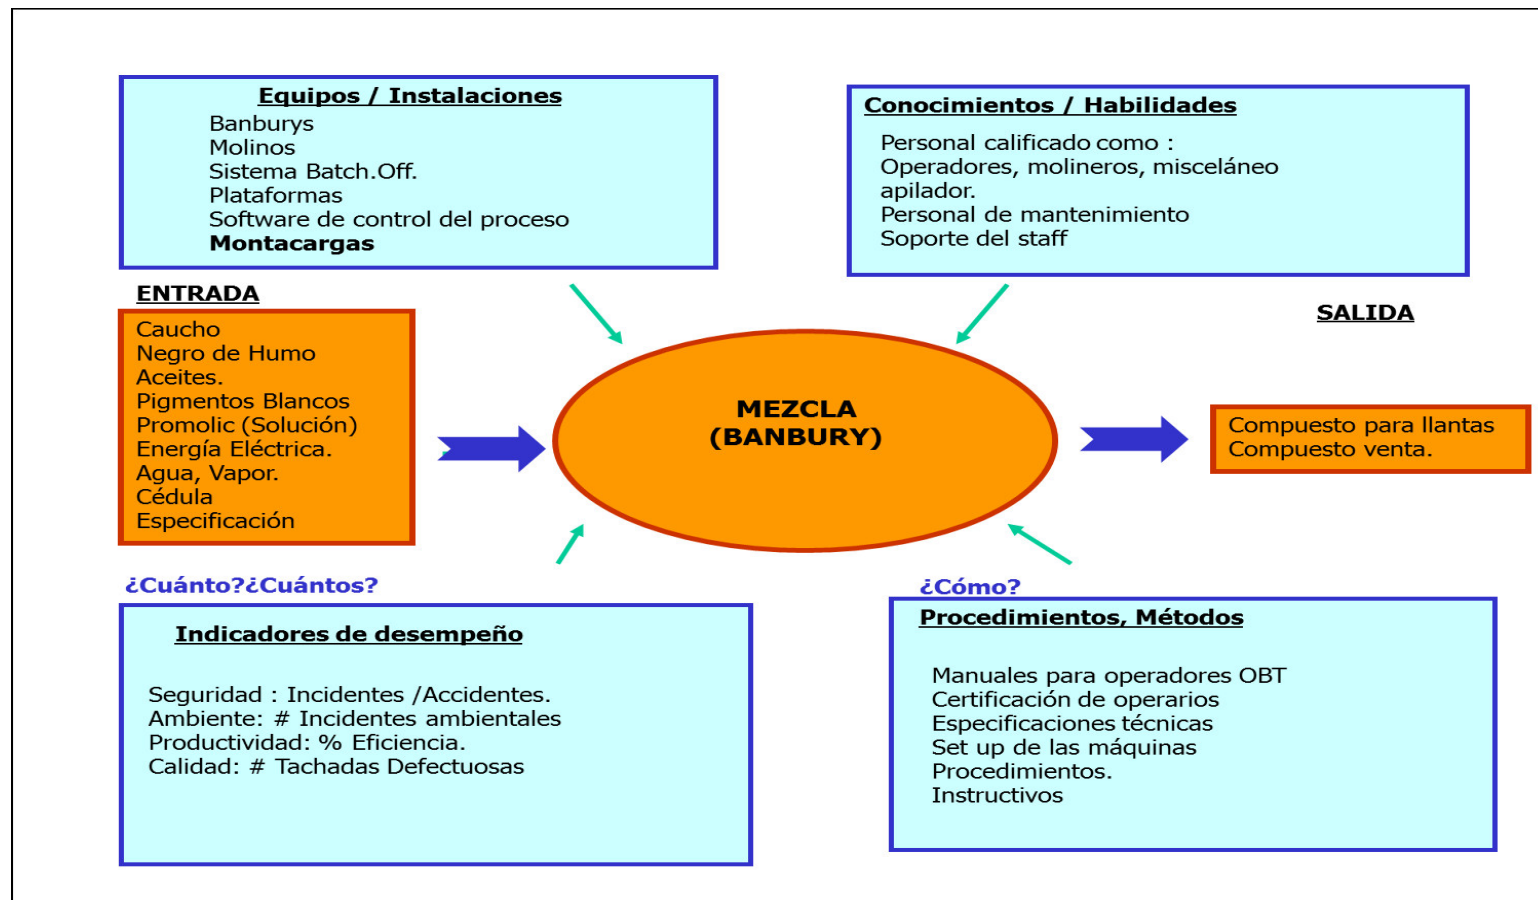 Equipos / Instalaciones
Banburys
Molinos
Sistema Batch.Off.
Plataformas
Software de control del proceso
Montacargas
Conocimientos / Habilidades
Personal calificado como :
Operadores, molineros, misceláneo
apilador.
Personal de mantenimiento
Soporte del staff
ENTRADA
Caucho
Negro de Humo
Aceites.
Pigmentos Blancos
Promolic (Solución)
Energía Eléctrica.
Agua, Vapor.
Cédula
Especificación
MEZCLA
(BANBURY)
SALIDA
Compuesto para llantas
Compuesto venta.
¿Cuánto?¿Cuántos?
Indicadores de desempeño
Seguridad : Incidentes /Accidentes.
Ambiente: # Incidentes ambientales
Productividad: % Eficiencia.
Calidad: # Tachadas Defectuosas
¿Cómo?
Procedimientos, Métodos
Manuales para operadores OBT
Certificación de operarios
Especificaciones técnicas
Set up de las máquinas
Procedimientos.
Instructivos